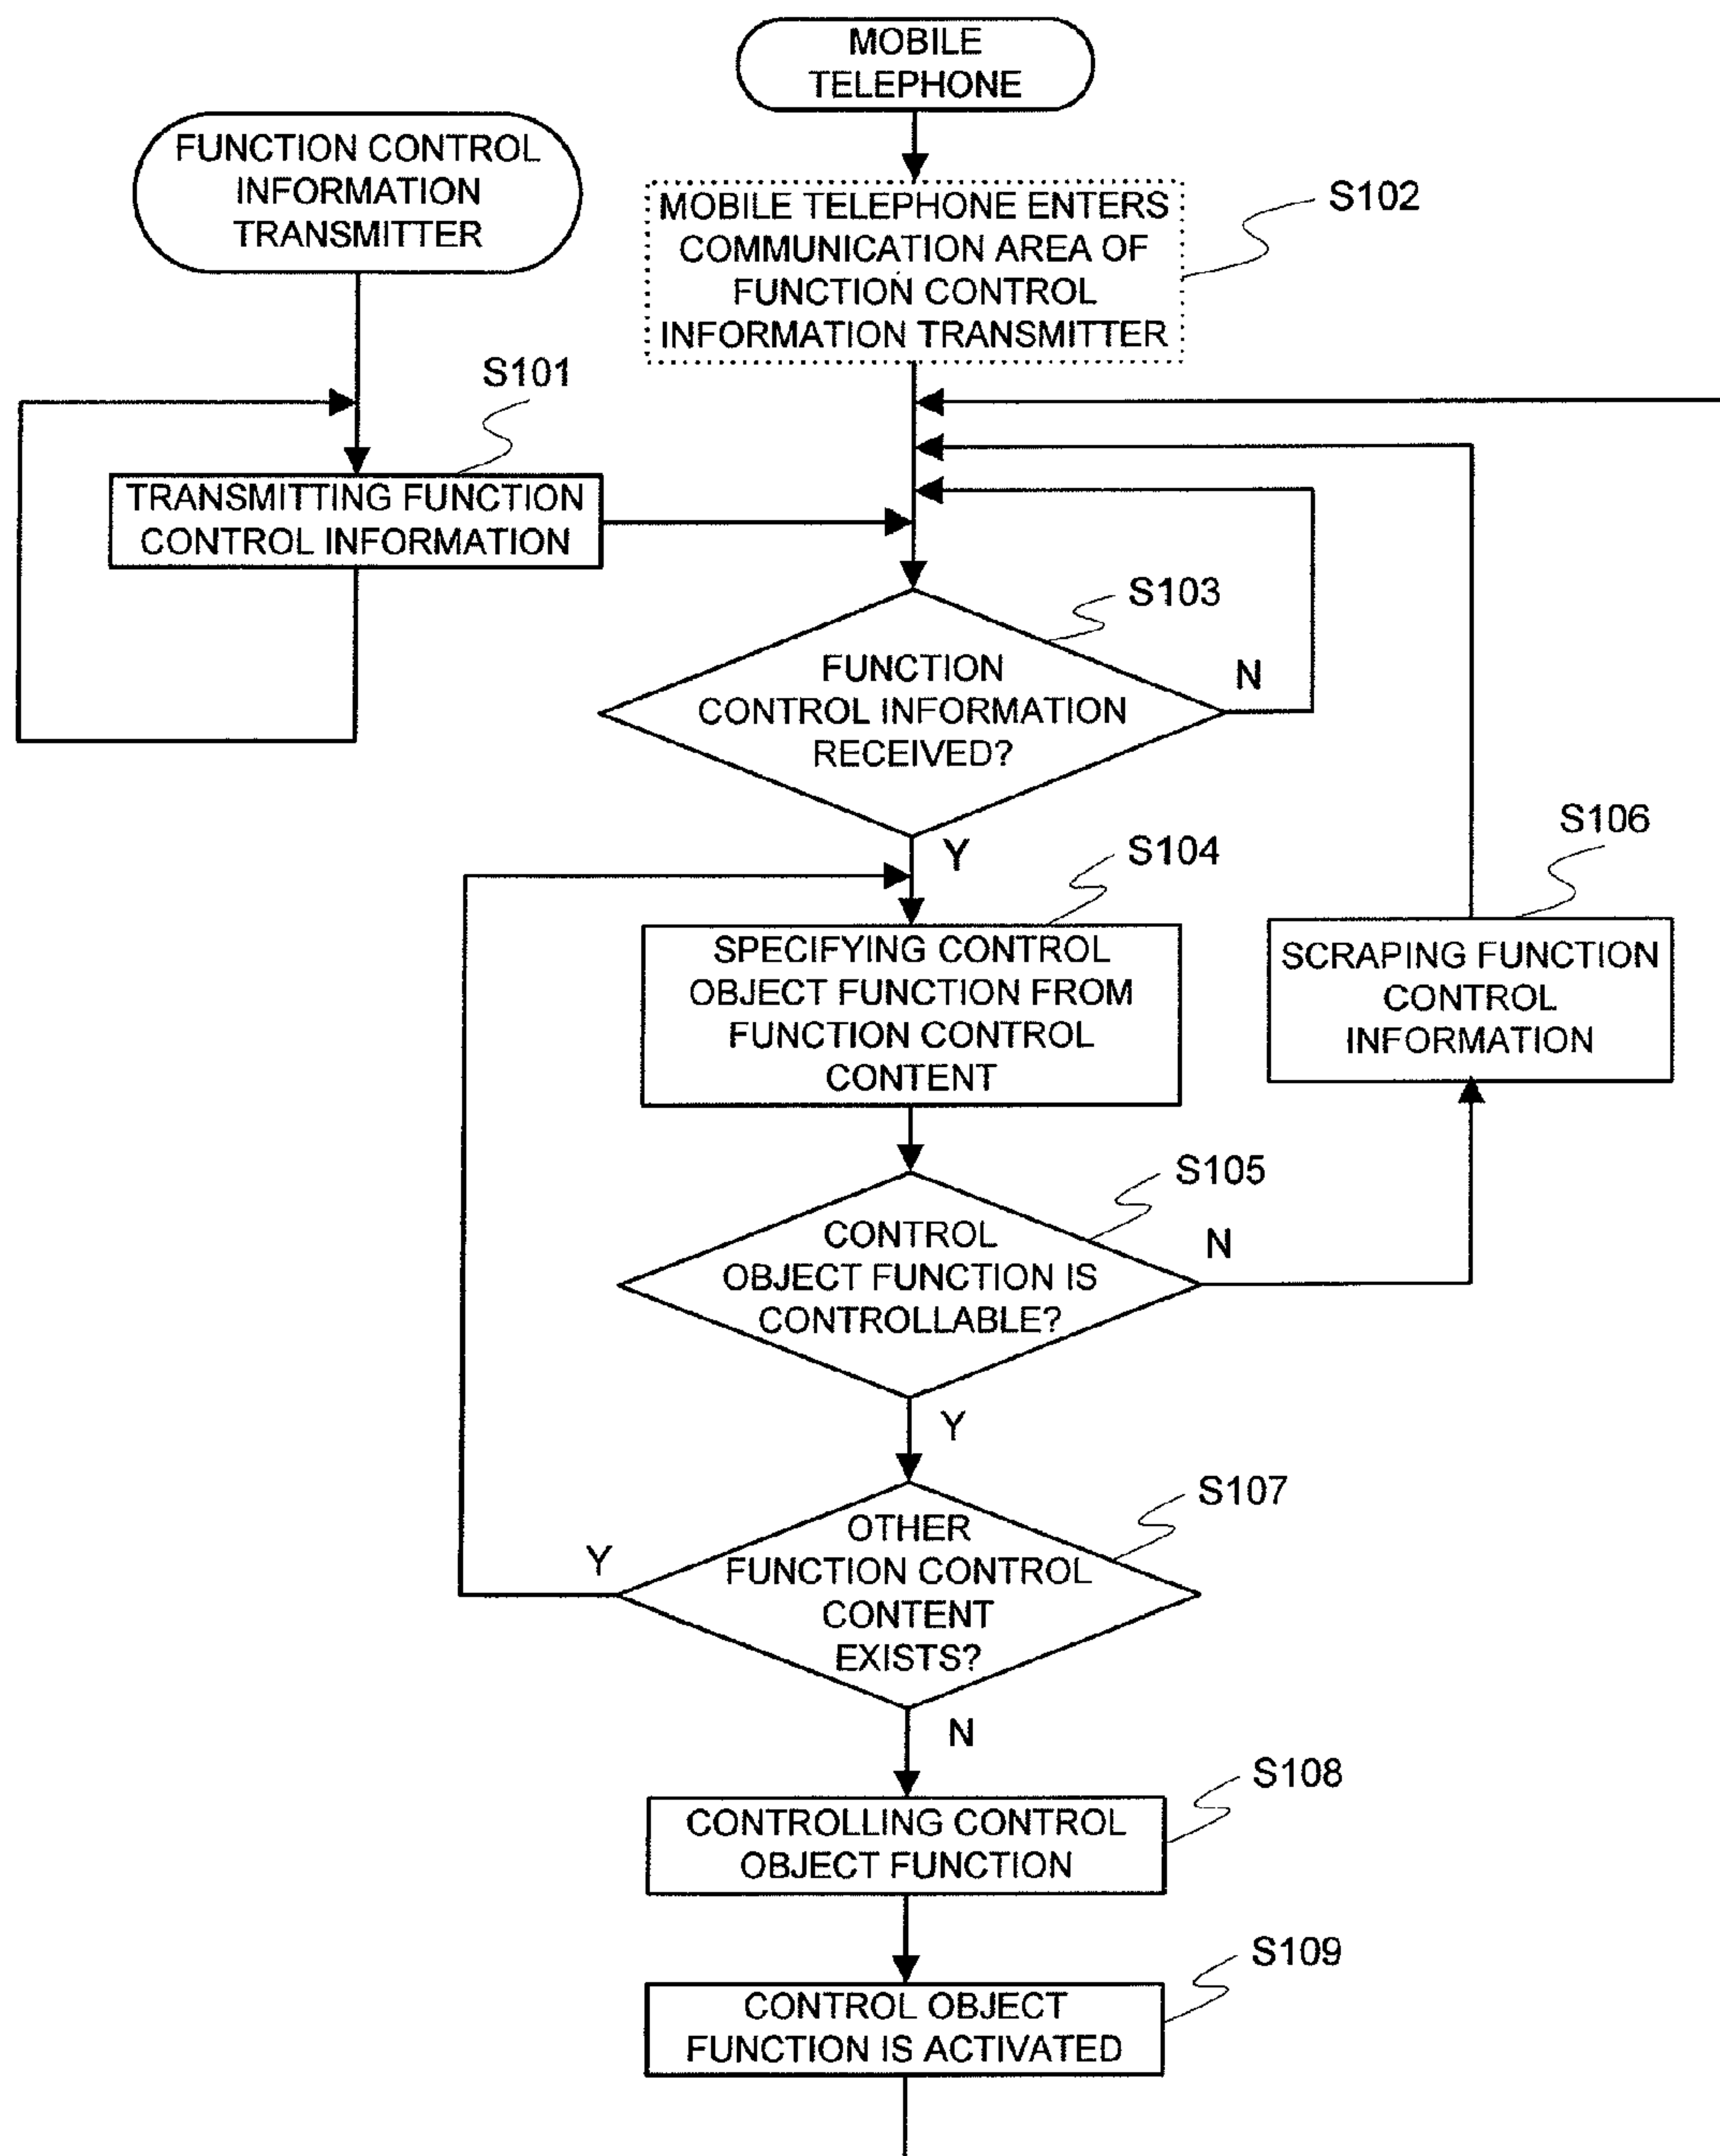 MOBILE
TELEPHONE
FUNCTION CONTROL
INFORMATION
TRANSMITTER
MOBILE TELEPHONE ENTERS
COMMUNICATION AREA OF
FUNCTION CONTROL
INFORMATION TRANSMITTER
S102
S101
TRANSMITTING FUNCTION
CONTROL INFORMATION
S103
FUNCTION
CONTROL INFORMATION
RECEIVED?
N
Y
S104
S106
SPECIFYING CONTROL
OBJECT FUNCTION FROM
FUNCTION CONTROL
CONTENT
SCRAPING FUNCTION
CONTROL
INFORMATION
S105
CONTROL
OBJECT FUNCTION IS
CONTROLLABLE?
N
Y
S107
OTHER
FUNCTION CONTROL
CONTENT
EXISTS?
Y
N
S108
CONTROLLING CONTROL
OBJECT FUNCTION
S109
CONTROL OBJECT
FUNCTION IS ACTIVATED